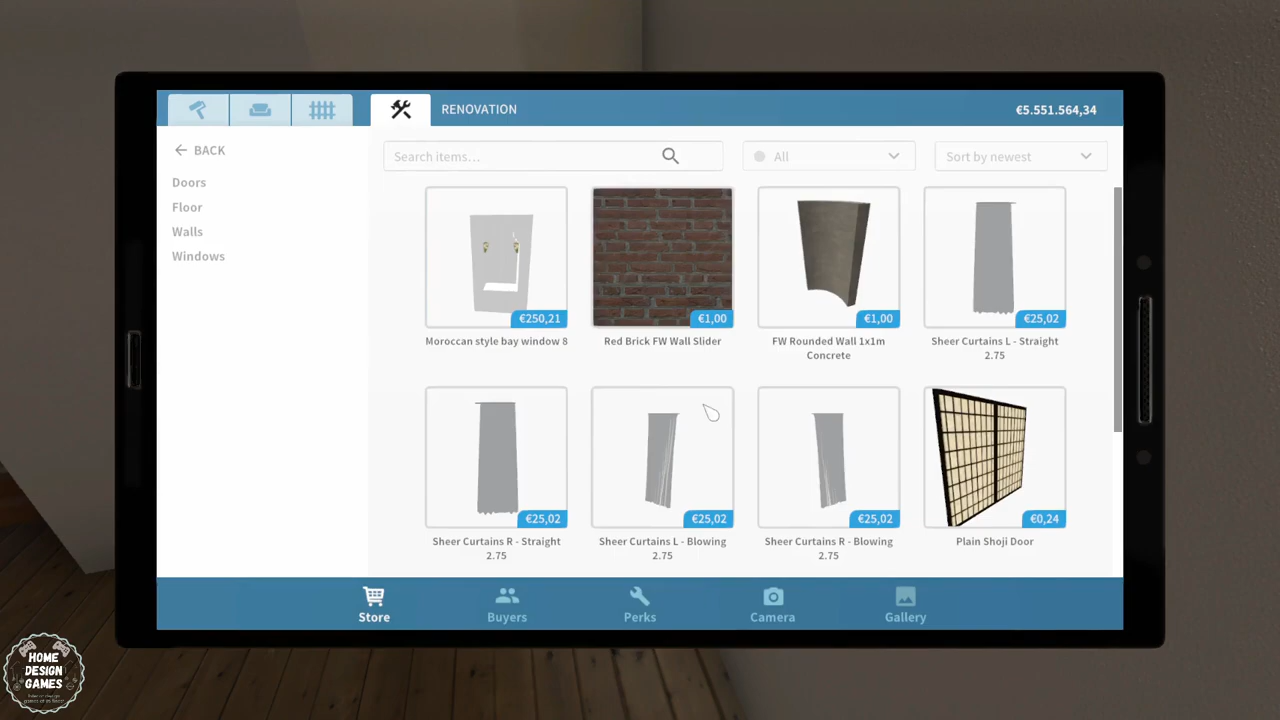 RENOVATION
€5.551.564,34
BACK
Search items...
All
Sort by newest
Doors
Floor
Walls
Windows
€250,21
€1,00
€1,00
€25,02
Moroccan style bay window 8
Red Brick FW Wall Slider
FW Rounded Wall 1x1m
Concrete
Sheer Curtains L - Straight
2.75
€25,02
€25,02
€25,02
€0,24
Sheer Curtains R - Straight
2.75
Sheer Curtains L - Blowing
2.75
Sheer Curtains R - Blowing
2.75
Plain Shoji Door
Store
Buyers
Perks
Camera
Gallery
HOME
DESIGN
GAMES